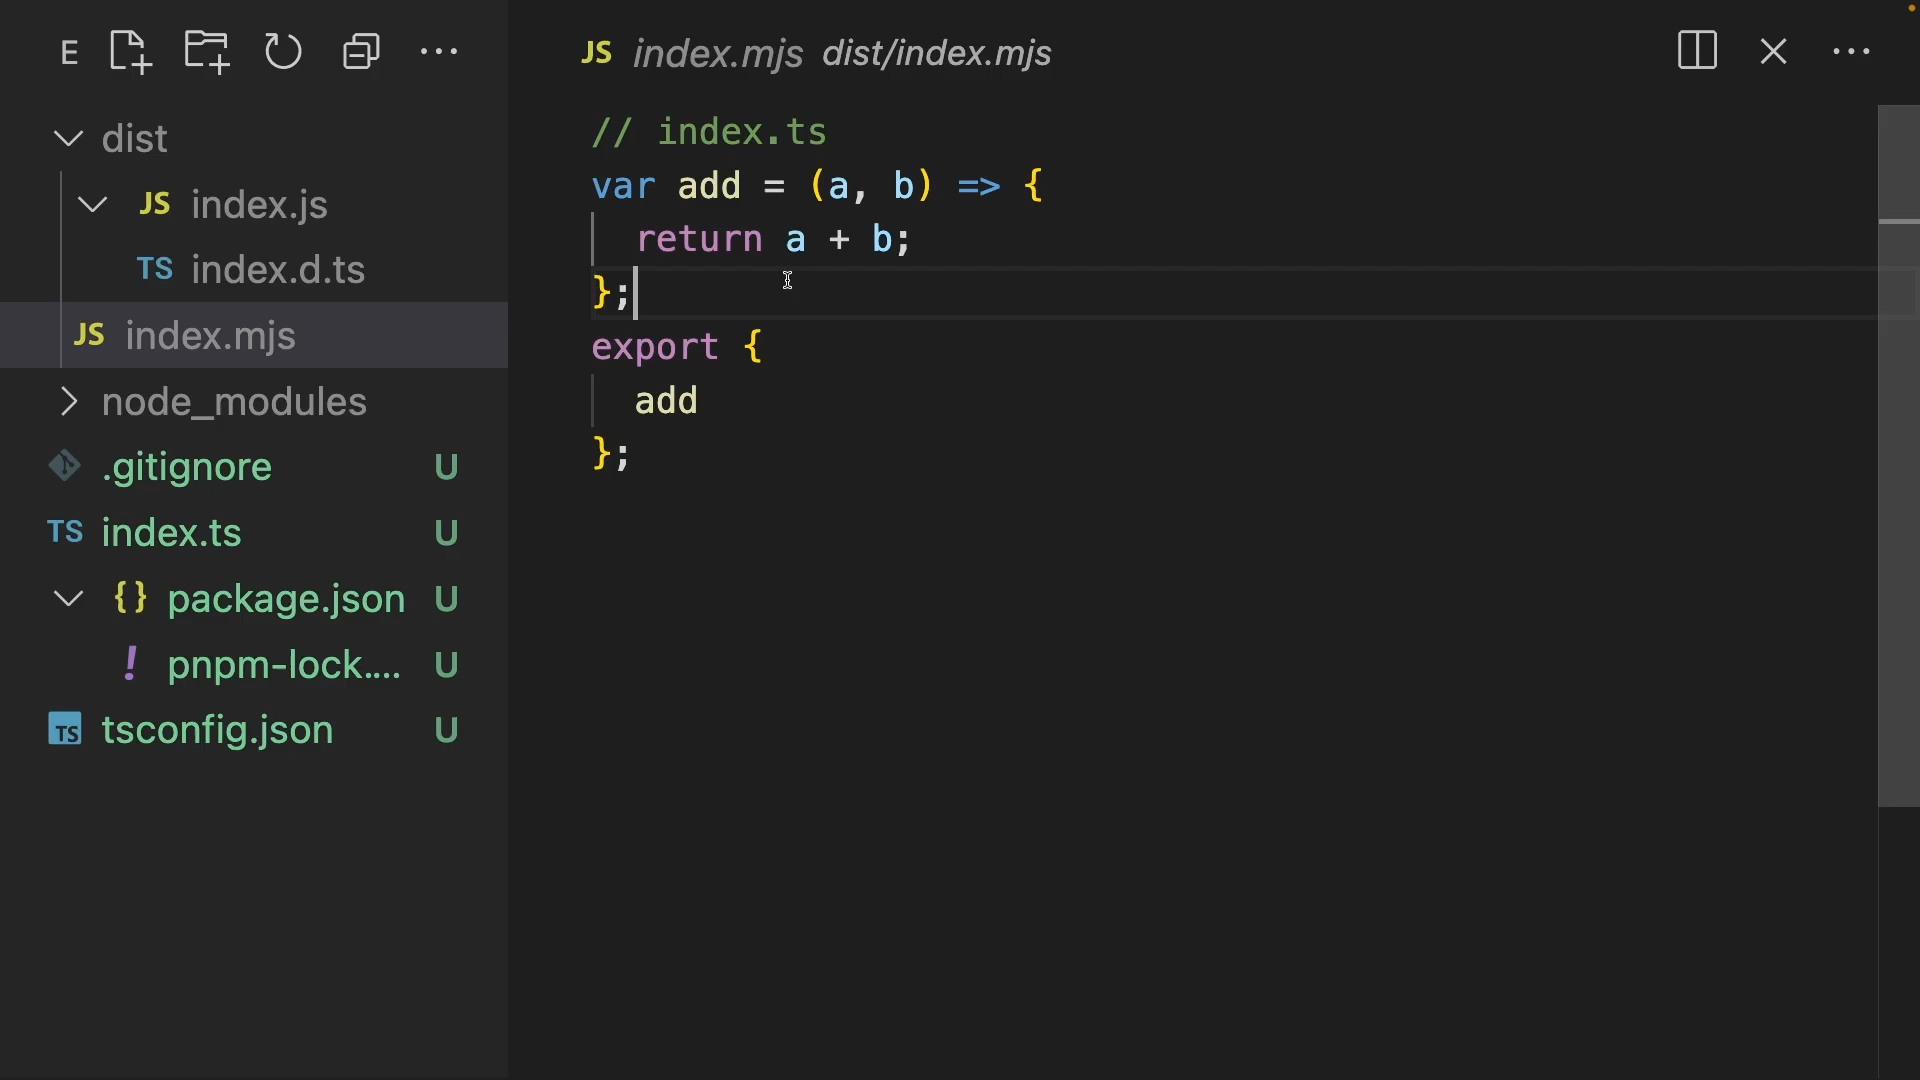 E
dist
JS index.js
TS index.d.ts
JS index.mjs
node_modules
.gitignore U
TS index.ts U
{} package.json U
! pnpm-lock.... U
TS tsconfig.json U
JS index.mjs dist/index.mjs
// index.ts
var add = (a, b) => {
return a + b;
};
export {
add
};